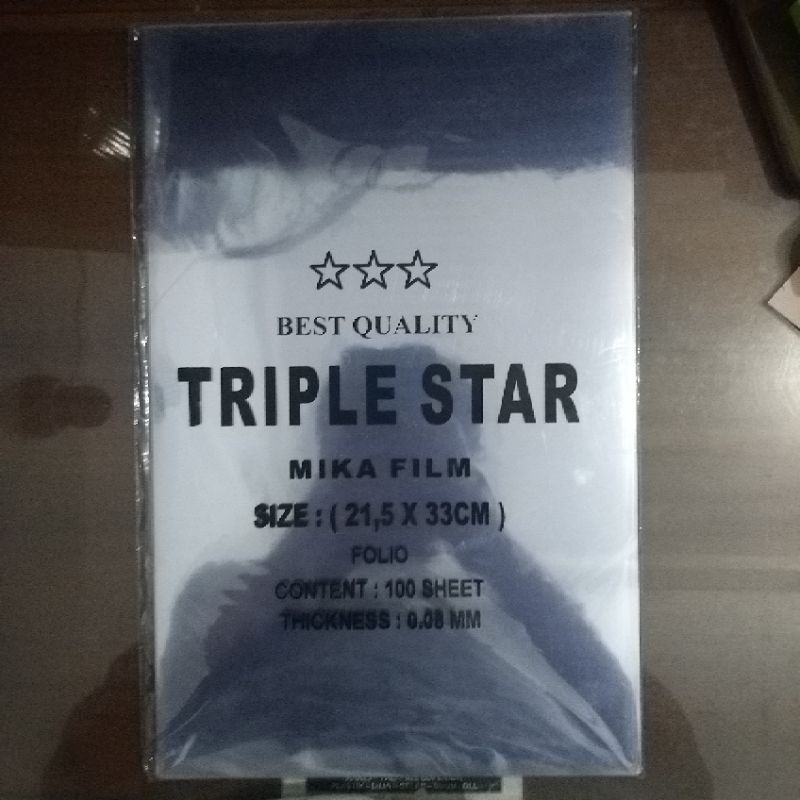 BEST QUALITY
TRIPLE STAR
MIKA FILM
SIZE : ( 21,5 X 33CM )
FOLIO
CONTENT : 100 SHEET
THICKNESS : 0.08 MM